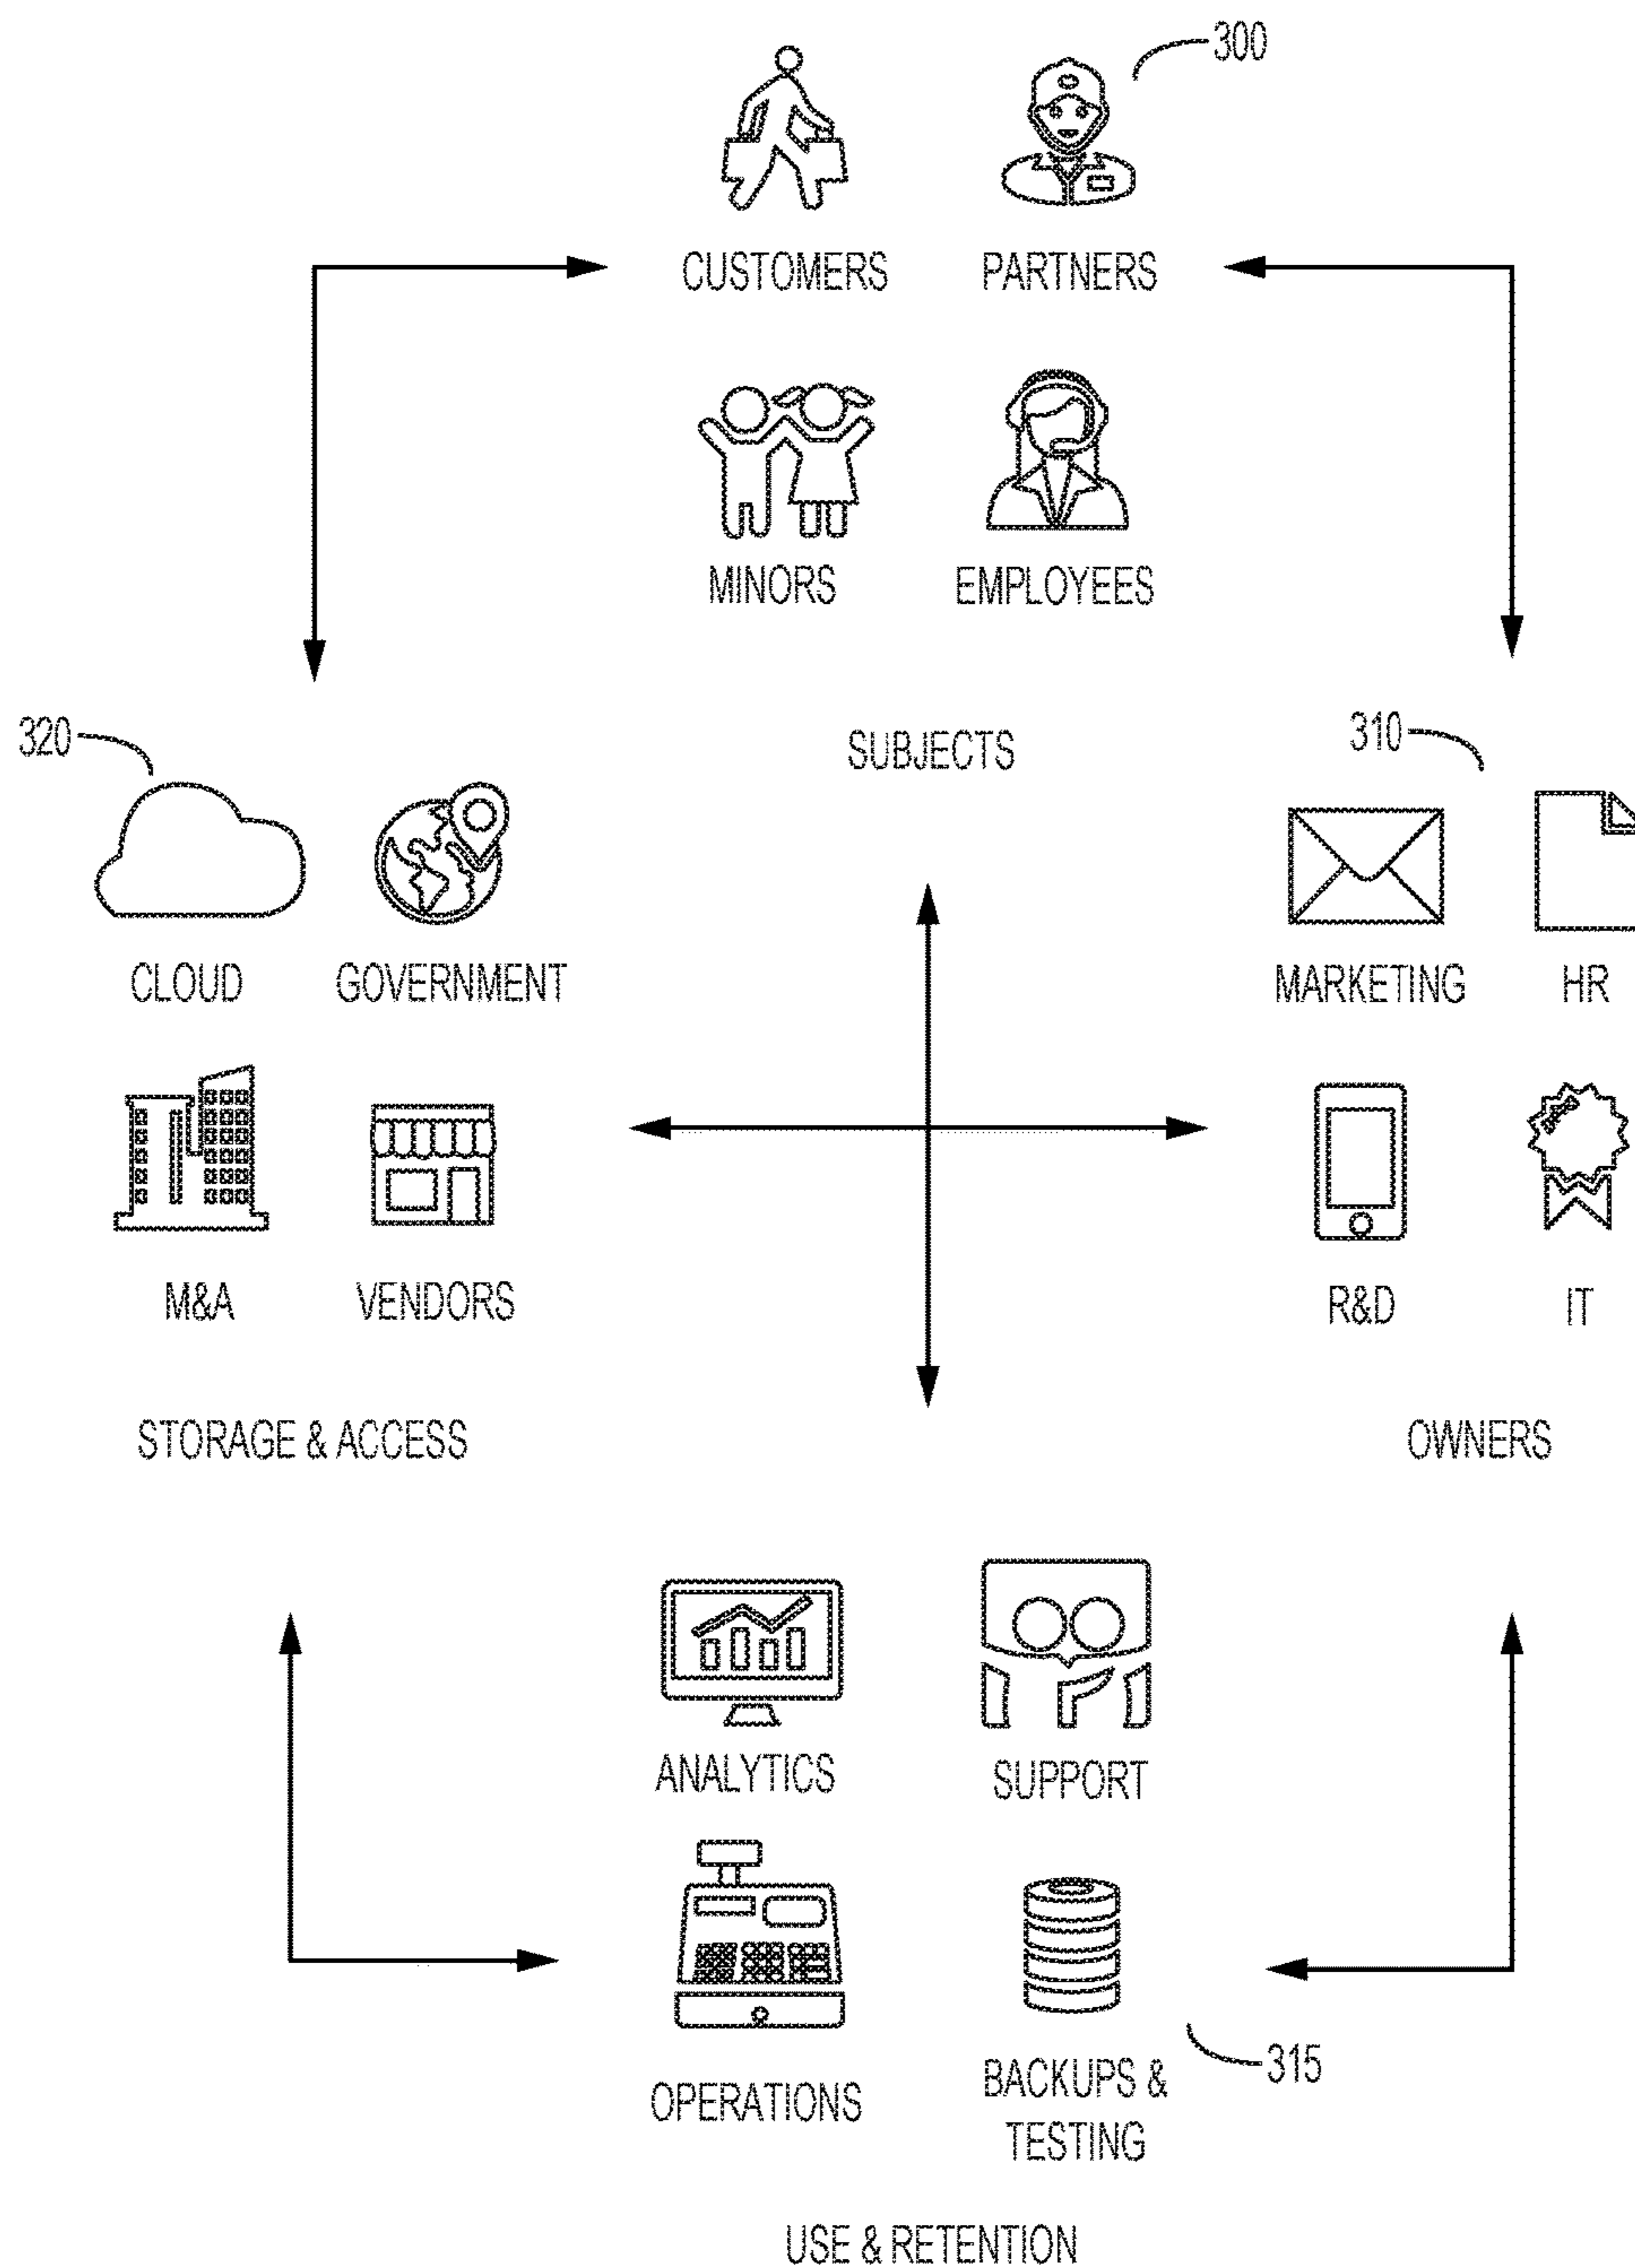 300
CUSTOMERS PARTNERS
MINORS EMPLOYEES
SUBJECTS
320
CLOUD GOVERNMENT
M&A VENDORS
STORAGE & ACCESS
310
MARKETING HR
R&D IT
OWNERS
ANALYTICS SUPPORT
OPERATIONS
BACKUPS &
TESTING
315
USE & RETENTION